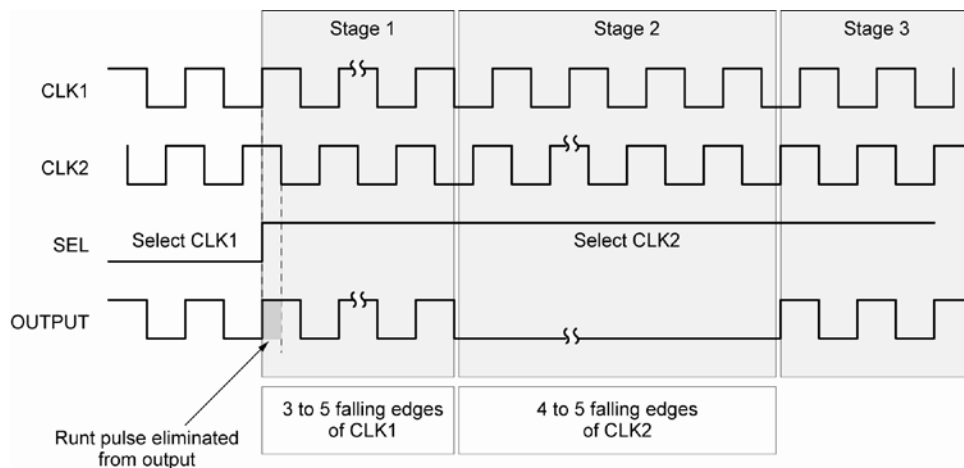 Stage 1
Stage 2
Stage 3
CLK1
CLK2
SEL
Select CLK1
Select CLK2
OUTPUT
3 to 5 falling edges
of CLK1
4 to 5 falling edges
of CLK2
Runt pulse eliminated
from output